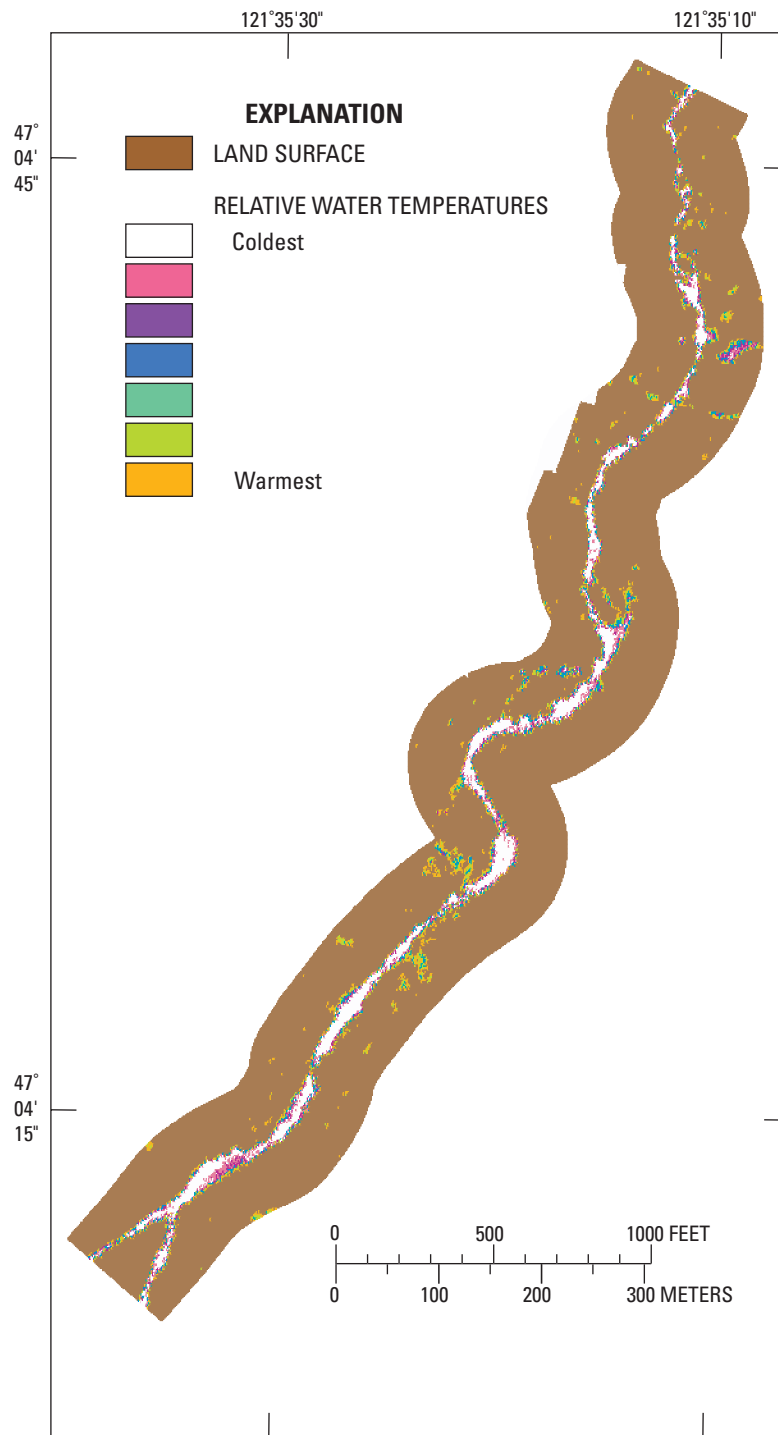 121°35'30"
121°35'10"
EXPLANATION
47°
04'
45"
LAND SURFACE
RELATIVE WATER TEMPERATURES
Coldest
Warmest
47°
04'
15"
0 500 1000 FEET
0 100 200 300 METERS